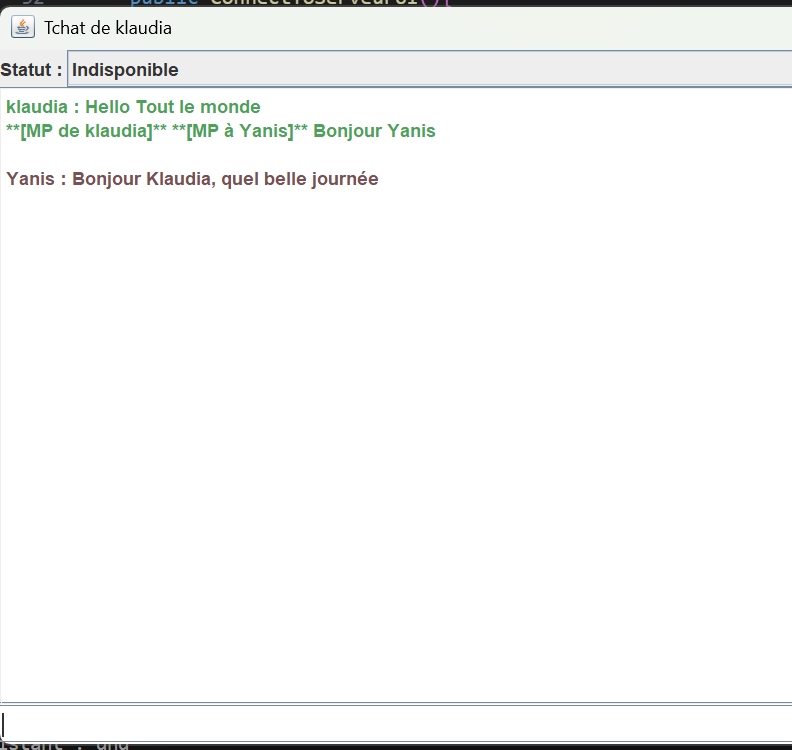 Tchat de klaudia
Statut : Indisponible
klaudia : Hello Tout le monde
**[MP de klaudia]** **[MP à Yanis]** Bonjour Yanis
Yanis : Bonjour Klaudia, quel belle journée